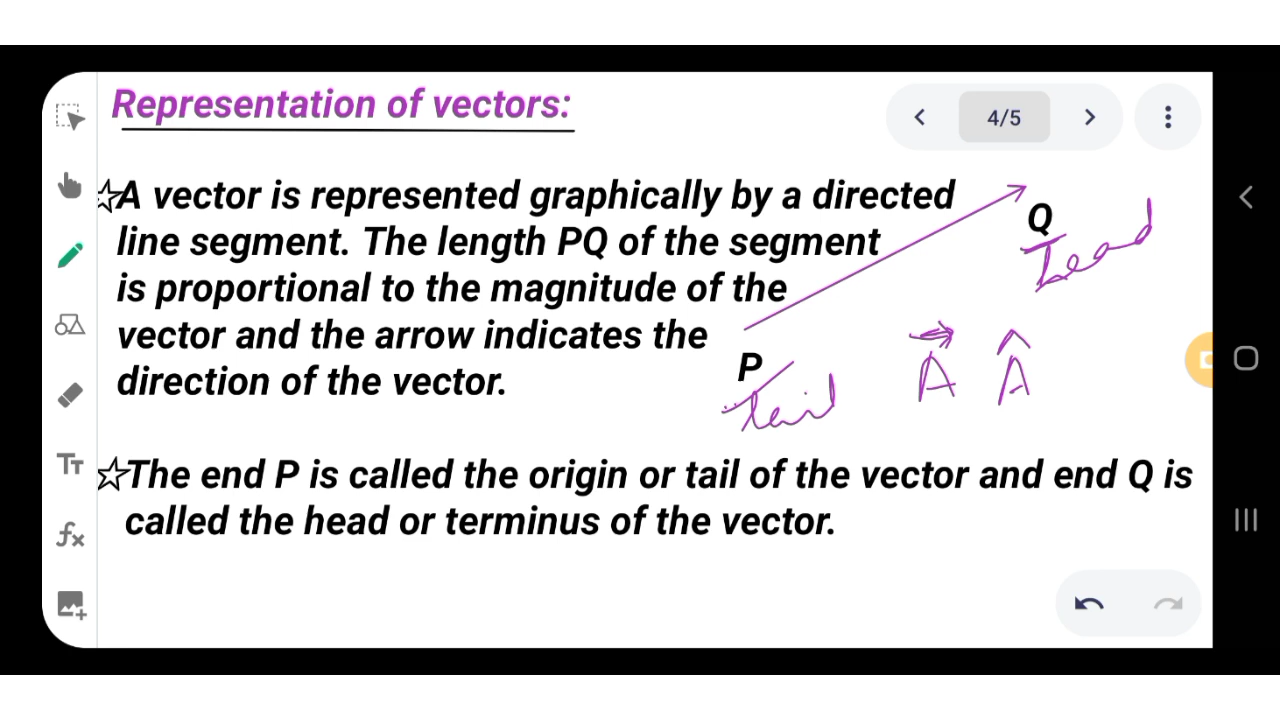 Representation of vectors:
4/5
☆A vector is represented graphically by a directed
line segment. The length PQ of the segment
is proportional to the magnitude of the
vector and the arrow indicates the
direction of the vector.
Q
head
P
tail
A⃗ Â
☆The end P is called the origin or tail of the vector and end Q is
called the head or terminus of the vector.
Tт
fx